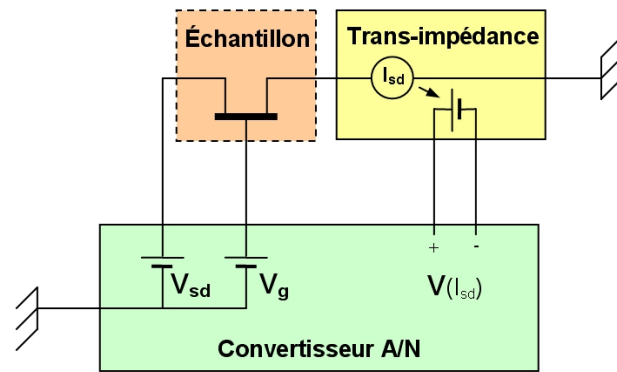 Échantillon
Trans-impédance
Isd
+ -
Vsd
Vg
V(Isd)
Convertisseur A/N